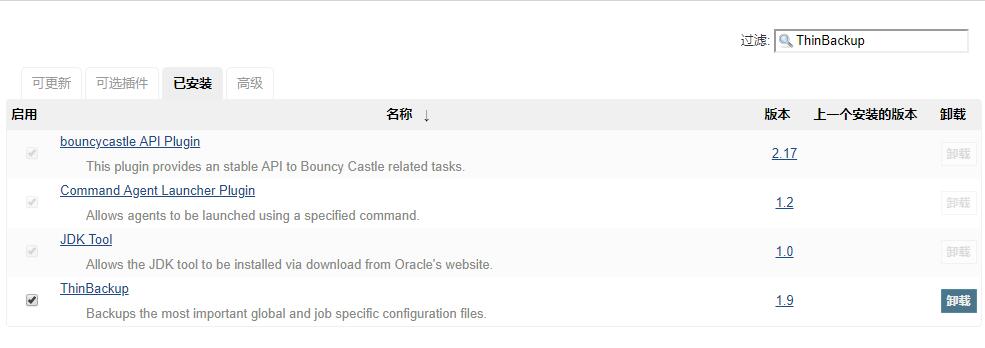 过滤: ThinBackup
可更新 可选插件 已安装 高级
启用 名称 ↓ 版本 上一个安装的版本 卸载
bouncycastle API Plugin
This plugin provides an stable API to Bouncy Castle related tasks.
2.17 卸载
Command Agent Launcher Plugin
Allows agents to be launched using a specified command.
1.2 卸载
JDK Tool
Allows the JDK tool to be installed via download from Oracle's website.
1.0 卸载
ThinBackup
Backups the most important global and job specific configuration files.
1.9 卸载